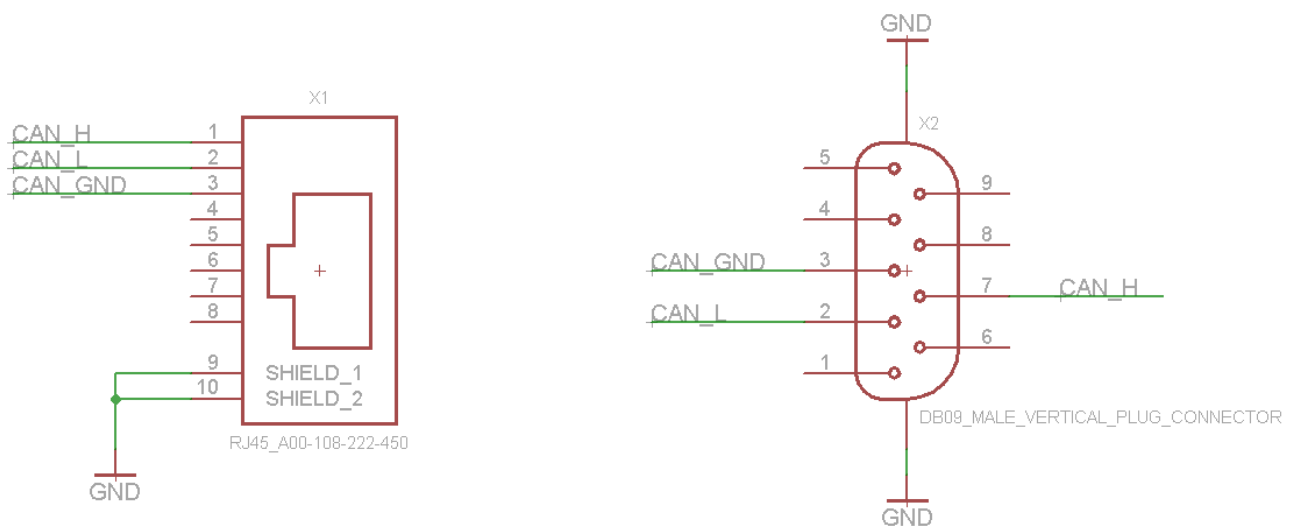 X1
CAN_H
1
CAN_L
2
CAN_GND
3
4
5
6
7
8
9
SHIELD_1
10
SHIELD_2
RJ45_A00-108-222-450
GND
GND
X2
5
9
4
8
CAN_GND
3
7
CAN_H
CAN_L
2
6
1
DB09_MALE_VERTICAL_PLUG_CONNECTOR
GND